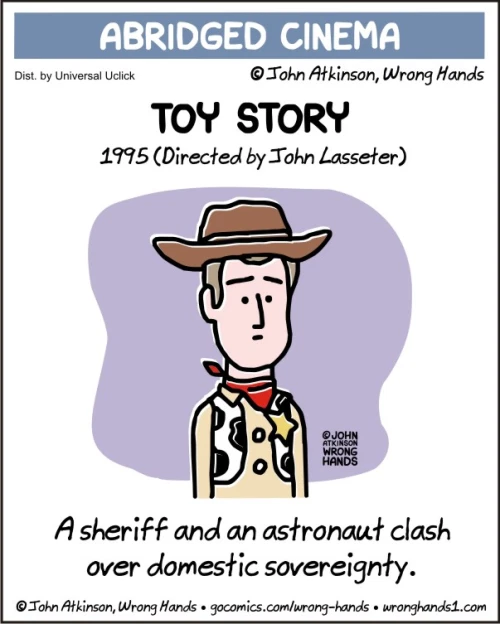 ABRIDGED CINEMA
Dist. by Universal Uclick
© John Atkinson, Wrong Hands
TOY STORY
1995 (Directed by John Lasseter)
© JOHN
ATKINSON
WRONG
HANDS
A sheriff and an astronaut clash
over domestic sovereignty.
© John Atkinson, Wrong Hands • gocomics.com/wrong-hands • wronghands1.com